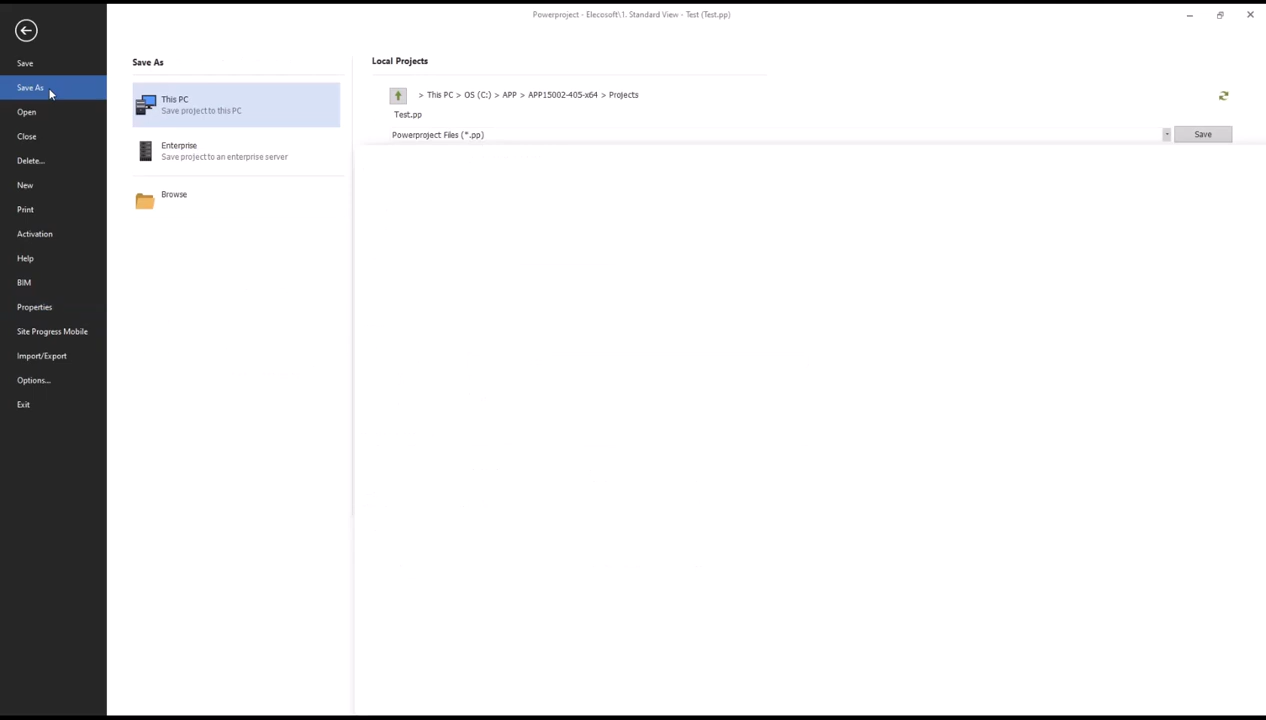 Powerproject - Elecosoft\1. Standard View - Test (Test.pp)
Save
Save As
Open
Close
Delete...
New
Print
Activation
Help
BIM
Properties
Site Progress Mobile
Import/Export
Options...
Exit
Save As
This PC
Save project to this PC
Enterprise
Save project to an enterprise server
Browse
Local Projects
> This PC > OS (C:) > APP > APP15002-405-x64 > Projects
Test.pp
Powerproject Files (*.pp)
Save